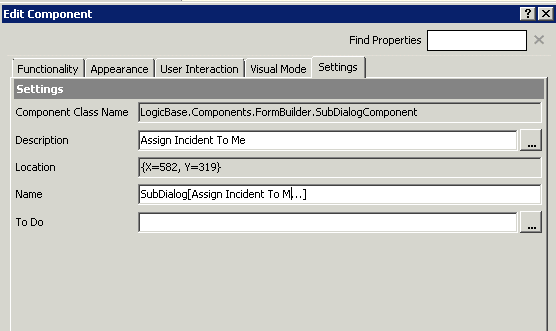 Edit Component
?
Find Properties
Functionality Appearance User Interaction Visual Mode Settings
Settings
Component Class Name LogicBase.Components.FormBuilder.SubDialogComponent
Description Assign Incident To Me ...
Location {X=582, Y=319}
Name SubDialog[Assign Incident To M...]
To Do ...